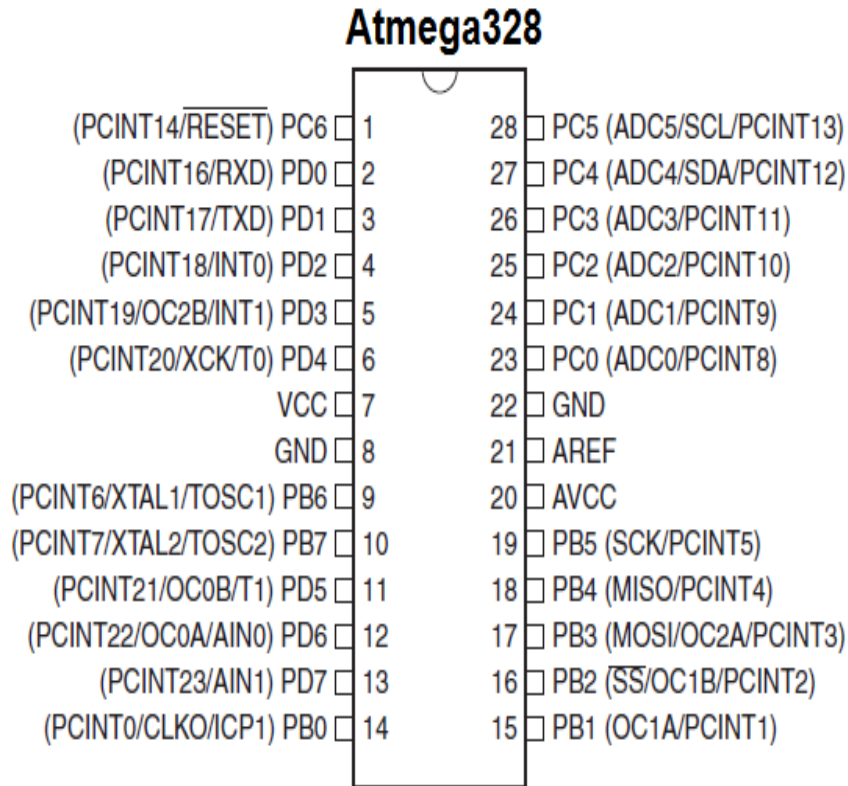 Atmega328
(PCINT14/RESET) PC6 1 28 PC5 (ADC5/SCL/PCINT13)
(PCINT16/RXD) PD0 2 27 PC4 (ADC4/SDA/PCINT12)
(PCINT17/TXD) PD1 3 26 PC3 (ADC3/PCINT11)
(PCINT18/INT0) PD2 4 25 PC2 (ADC2/PCINT10)
(PCINT19/OC2B/INT1) PD3 5 24 PC1 (ADC1/PCINT9)
(PCINT20/XCK/T0) PD4 6 23 PC0 (ADC0/PCINT8)
VCC 7 22 GND
GND 8 21 AREF
(PCINT6/XTAL1/TOSC1) PB6 9 20 AVCC
(PCINT7/XTAL2/TOSC2) PB7 10 19 PB5 (SCK/PCINT5)
(PCINT21/OC0B/T1) PD5 11 18 PB4 (MISO/PCINT4)
(PCINT22/OC0A/AIN0) PD6 12 17 PB3 (MOSI/OC2A/PCINT3)
(PCINT23/AIN1) PD7 13 16 PB2 (SS/OC1B/PCINT2)
(PCINT0/CLKO/ICP1) PB0 14 15 PB1 (OC1A/PCINT1)